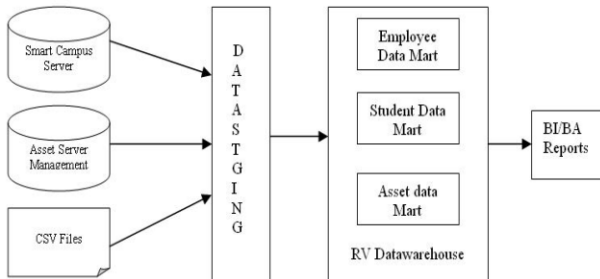 Smart Campus
Server
Asset Server
Management
CSV Files
D
A
T
A
S
T
G
I
N
G
Employee
Data Mart
Student Data
Mart
Asset data
Mart
RV Datawarehouse
BI/BA
Reports